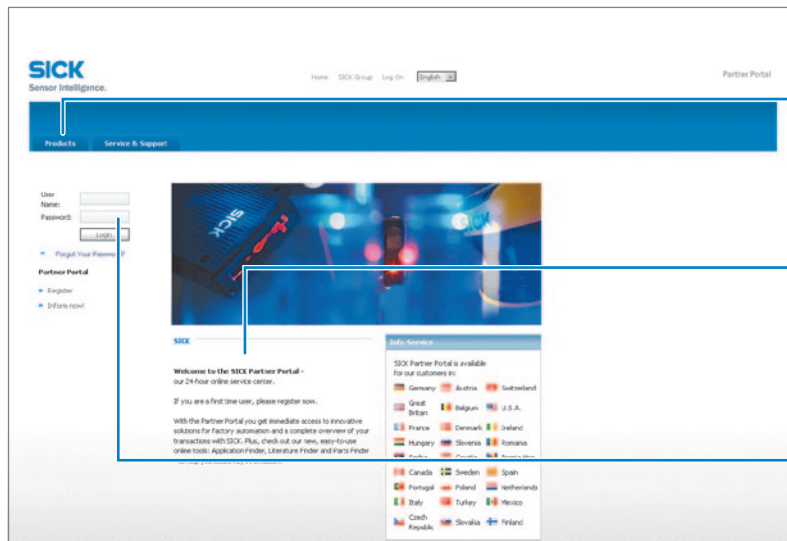 SICK
Sensor Intelligence.
Home SICK Group Log On English
Partner Portal
Products Service & Support
User
Name:
Password:
Login
Forgot Your Password?
Partner Portal
Register
Inform now!
SICK
SICK
SICK
Welcome to the SICK Partner Portal -
our 24-hour online service center.
If you are a first time user, please register now.
With the Partner Portal you get immediate access to innovative
solutions for factory automation and a complete overview of your
transactions with SICK. Plus, check out our new, easy-to-use
online tools: Application Finder, Literature Finder and Parts Finder
Info-Service
SICK Partner Portal is available
for our customers in:
Germany Austria Switzerland
Great
Britan Belgium U.S.A.
France Denmark Ireland
Hungary Slovenia Romania
Canada Sweden Spain
Portugal Poland Netherlands
Italy Turkey Mexico
Czech
Republic Slovakia Finland